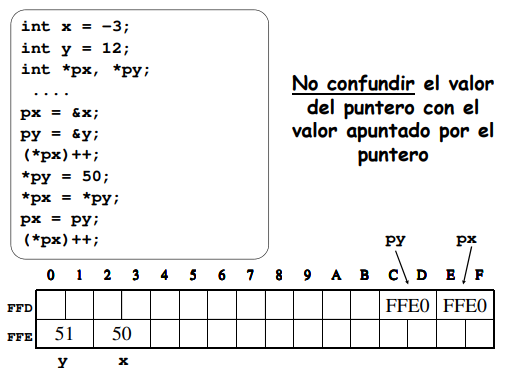 int x = –3;
int y = 12;
int *px, *py;
....
px = &x;
py = &y;
(*px)++;
*py = 50;
*px = *py;
px = py;
(*px)++;
No confundir el valor
del puntero con el
valor apuntado por el
puntero
py px
0 1 2 3 4 5 6 7 8 9 A B C D E F
FFD FFE0 FFE0
FFE 51 50
y x